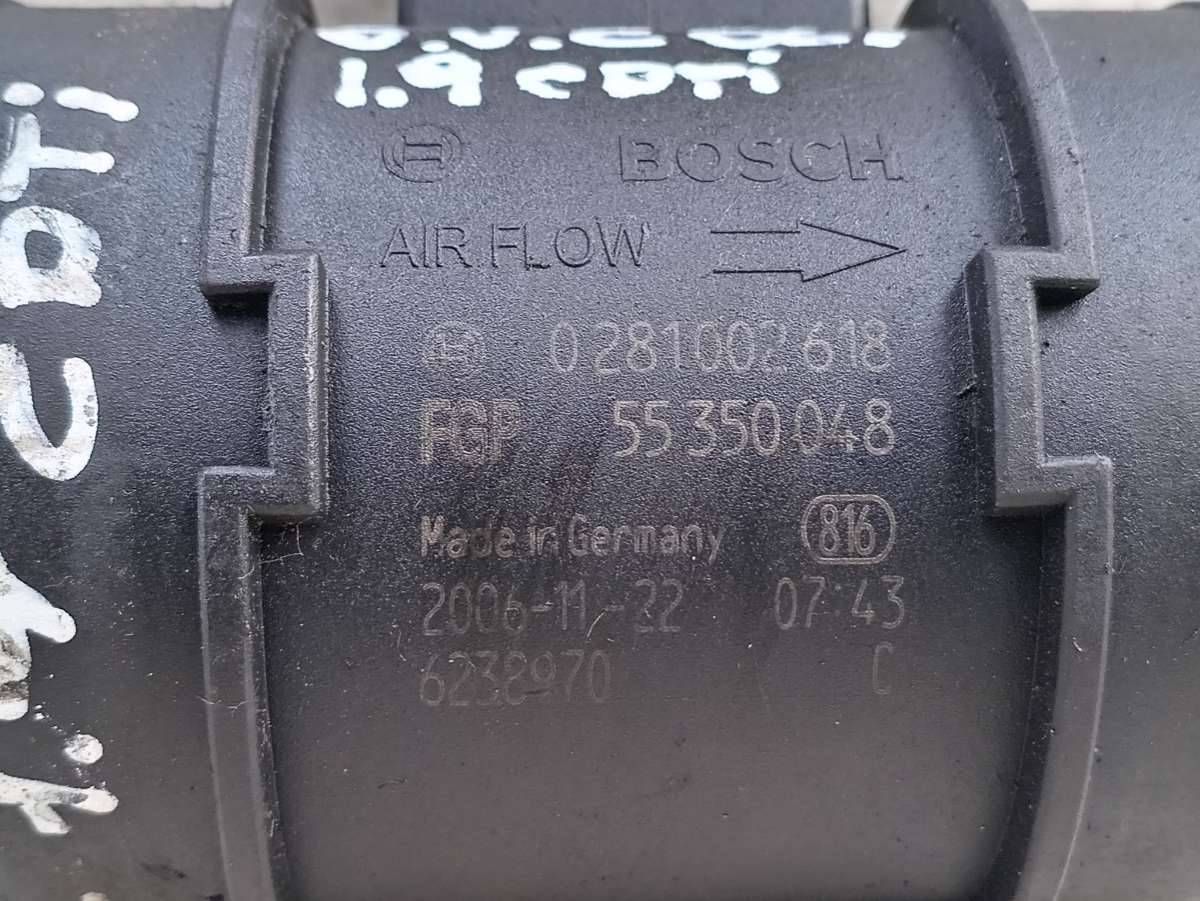 1.9 CDTi
BOSCH
AIR FLOW
0 281 002 618
FGP 55 350 048
Made in Germany 816
2006-11-22 07:43
6238970 C
CDTi